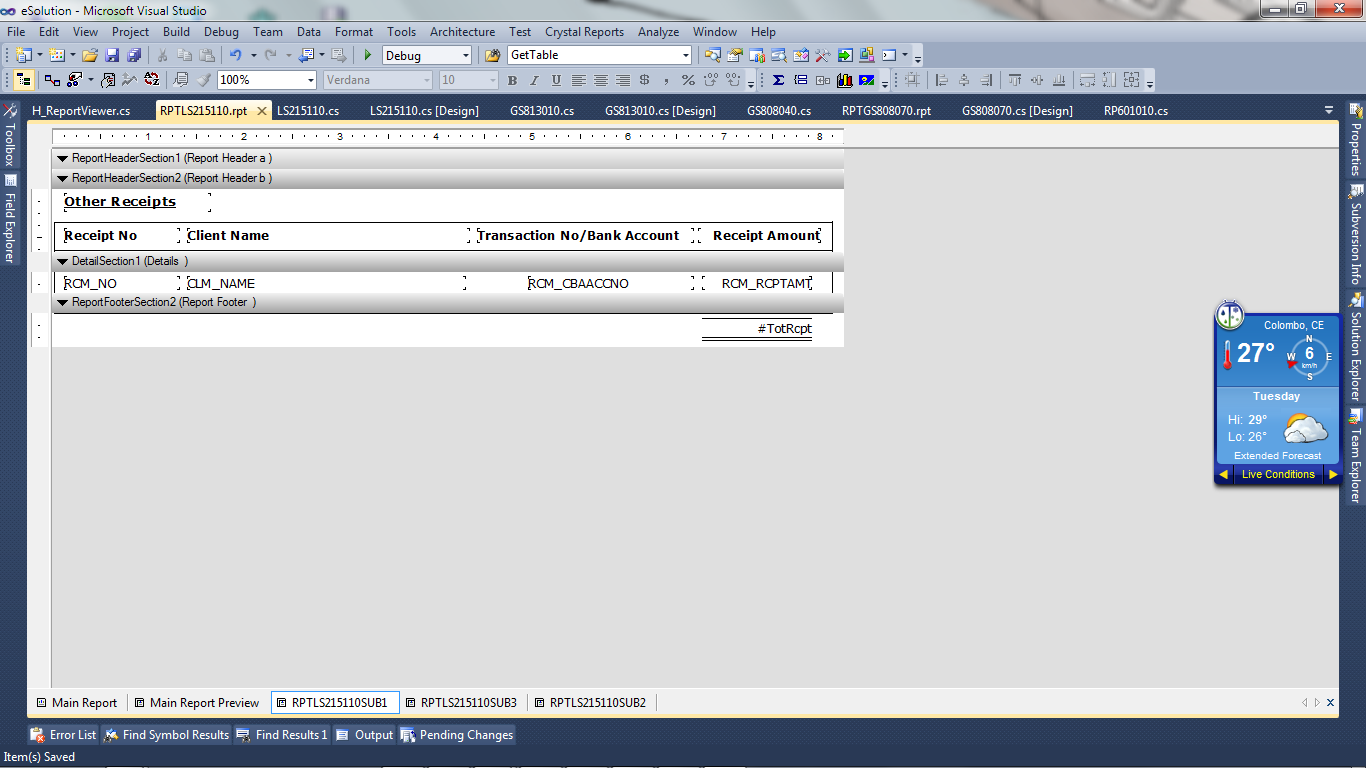 eSolution - Microsoft Visual Studio
File Edit View Project Build Debug Team Data Format Tools Architecture Test Crystal Reports Analyze Window Help
Debug GetTable
100% Verdana 10 B I U $ , %
H_ReportViewer.cs RPTLS215110.rpt LS215110.cs LS215110.cs [Design] GS813010.cs GS813010.cs [Design] GS808040.cs RPTGS808070.rpt GS808070.cs [Design] RP601010.cs
Toolbox
Field Explorer
1 2 3 4 5 6 7 8
ReportHeaderSection1 (Report Header a )
ReportHeaderSection2 (Report Header b )
Other Receipts
Receipt No Client Name Transaction No/Bank Account Receipt Amount
DetailSection1 (Details )
RCM_NO CLM_NAME RCM_CBAACCNO RCM_RCPTAMT
ReportFooterSection2 (Report Footer )
#TotRcpt
Properties
Subversion Info
Solution Explorer
Team Explorer
Colombo, CE
27°
N
W 6 E
km/h
S
Tuesday
Hi: 29°
Lo: 26°
Extended Forecast
Live Conditions
Main Report Main Report Preview RPTLS215110SUB1 RPTLS215110SUB3 RPTLS215110SUB2
Error List Find Symbol Results Find Results 1 Output Pending Changes
Item(s) Saved